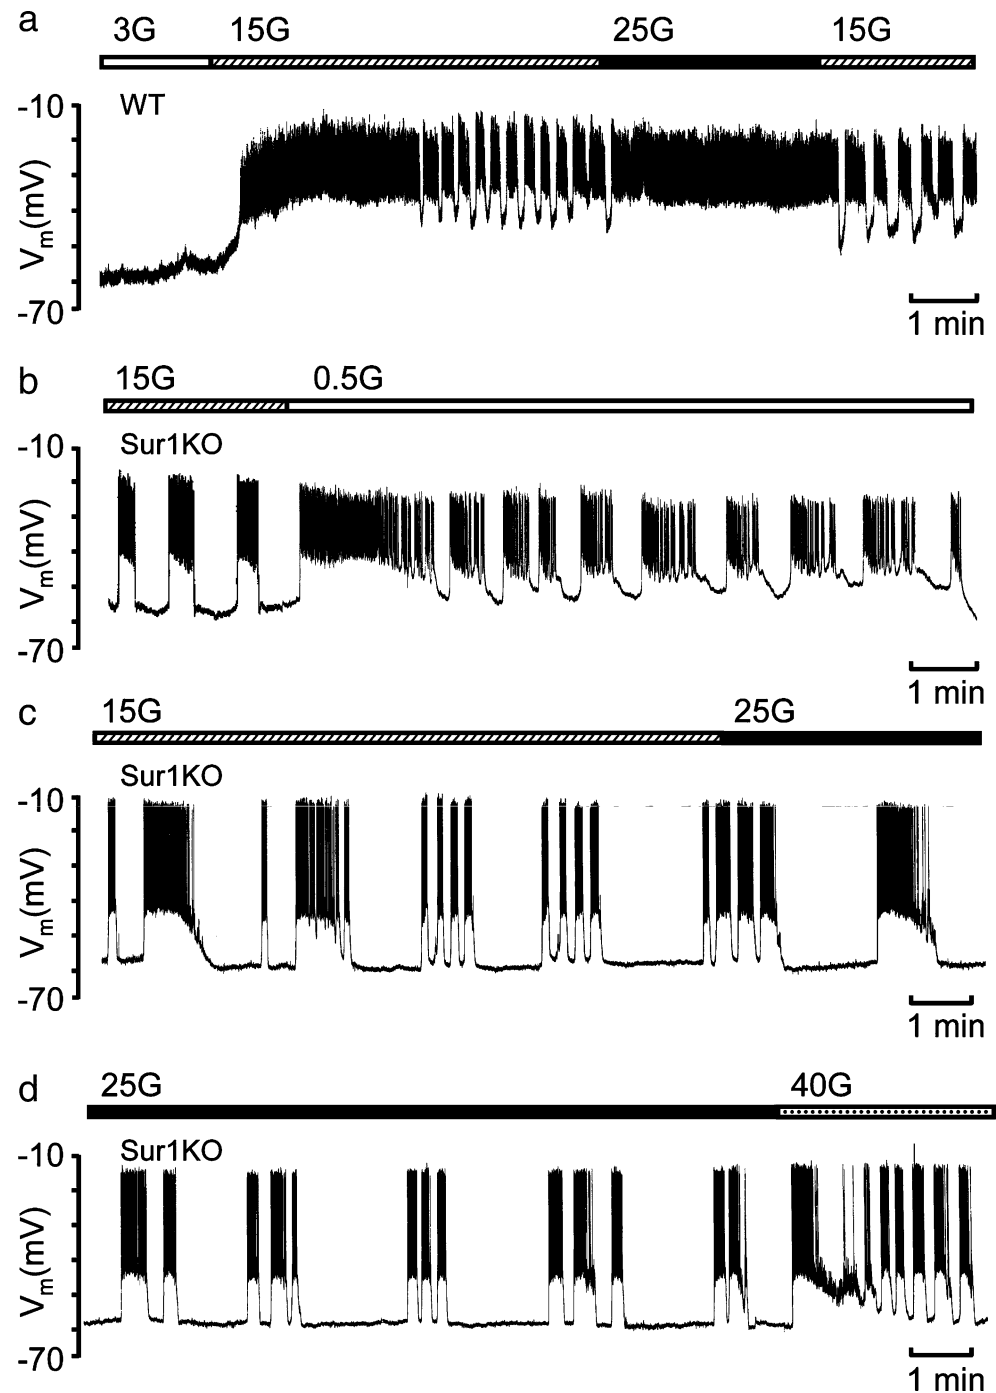 a
3G 15G 25G 15G
WT
-10
Vm(mV)
-70
1 min
b
15G 0.5G
Sur1KO
-10
Vm(mV)
-70
1 min
c
15G 25G
Sur1KO
-10
Vm(mV)
-70
1 min
d
25G 40G
Sur1KO
-10
Vm(mV)
-70
1 min